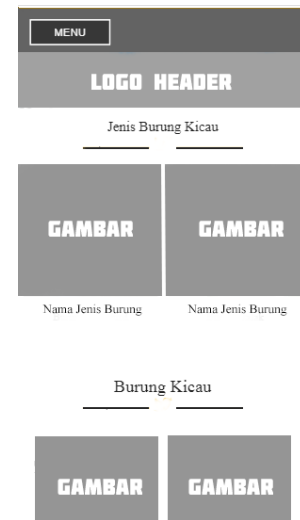 MENU
LOGO HEADER
Jenis Burung Kicau
GAMBAR GAMBAR
Nama Jenis Burung Nama Jenis Burung
Burung Kicau
GAMBAR GAMBAR